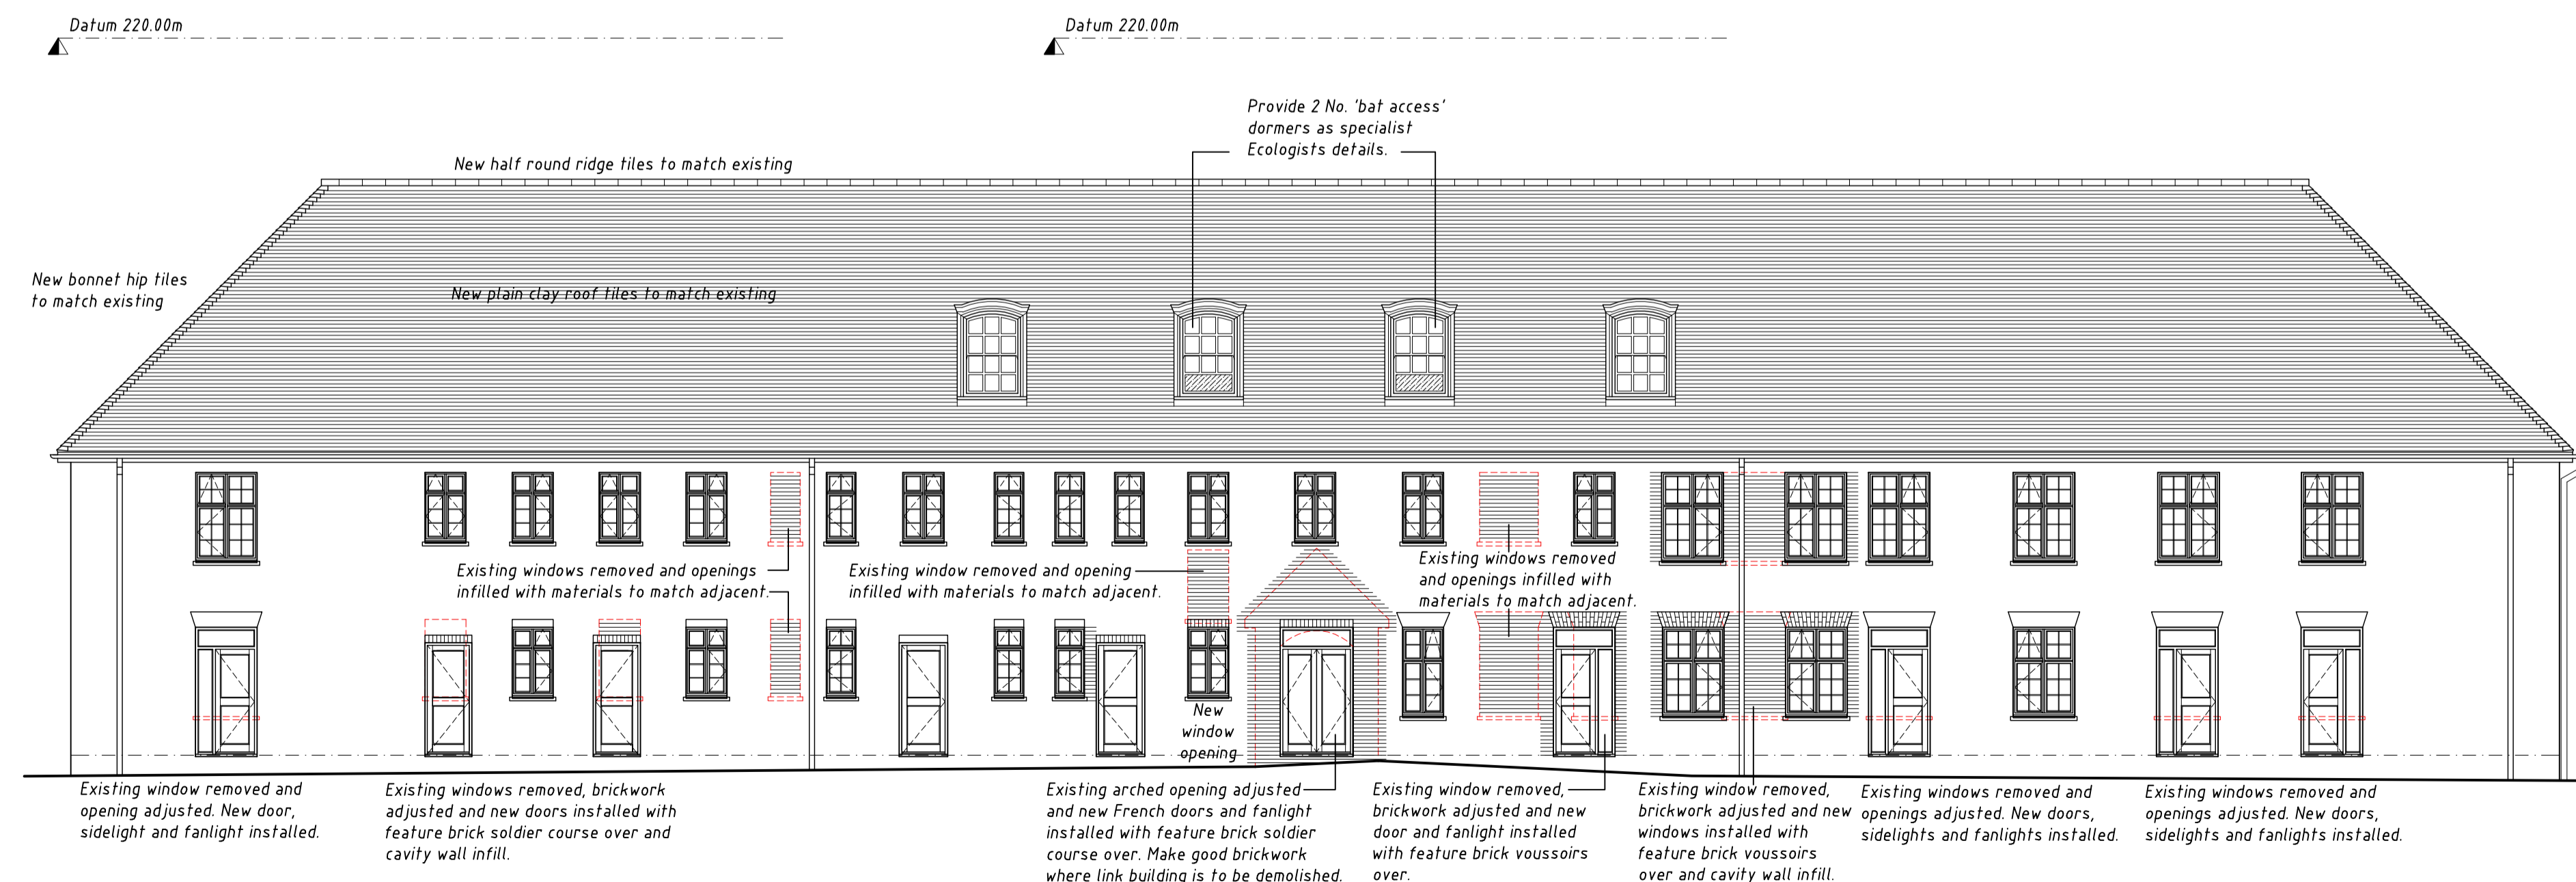 Datum 220.00m
Datum 220.00m
Provide 2 No. 'bat access'
dormers as specialist
Ecologists details.
New half round ridge tiles to match existing
New bonnet hip tiles
to match existing
New plain clay roof tiles to match existing
Existing windows removed and openings
infilled with materials to match adjacent.
Existing window removed and opening
infilled with materials to match adjacent.
Existing windows removed
and openings infilled with
materials to match adjacent.
New
window
opening
Existing window removed and
opening adjusted. New door,
sidelight and fanlight installed.
Existing windows removed, brickwork
adjusted and new doors installed with
feature brick soldier course over and
cavity wall infill.
Existing arched opening adjusted
and new French doors and fanlight
installed with feature brick soldier
course over. Make good brickwork
where link building is to be demolished.
Existing window removed,
brickwork adjusted and new
door and fanlight installed
with feature brick voussoirs
over.
Existing window removed,
brickwork adjusted and new
windows installed with
feature brick voussoirs
over and cavity wall infill.
Existing windows removed and
openings adjusted. New doors,
sidelights and fanlights installed.
Existing windows removed and
openings adjusted. New doors,
sidelights and fanlights installed.